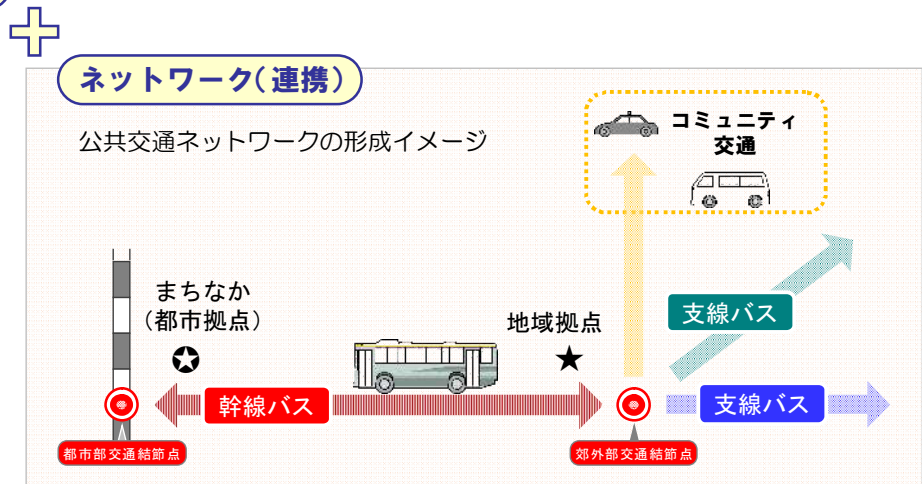 ネットワーク(連携)
公共交通ネットワークの形成イメージ
コミュニティ
交通
まちなか
(都市拠点)
地域拠点
支線バス
幹線バス
支線バス
都市部交通結節点
郊外部交通結節点